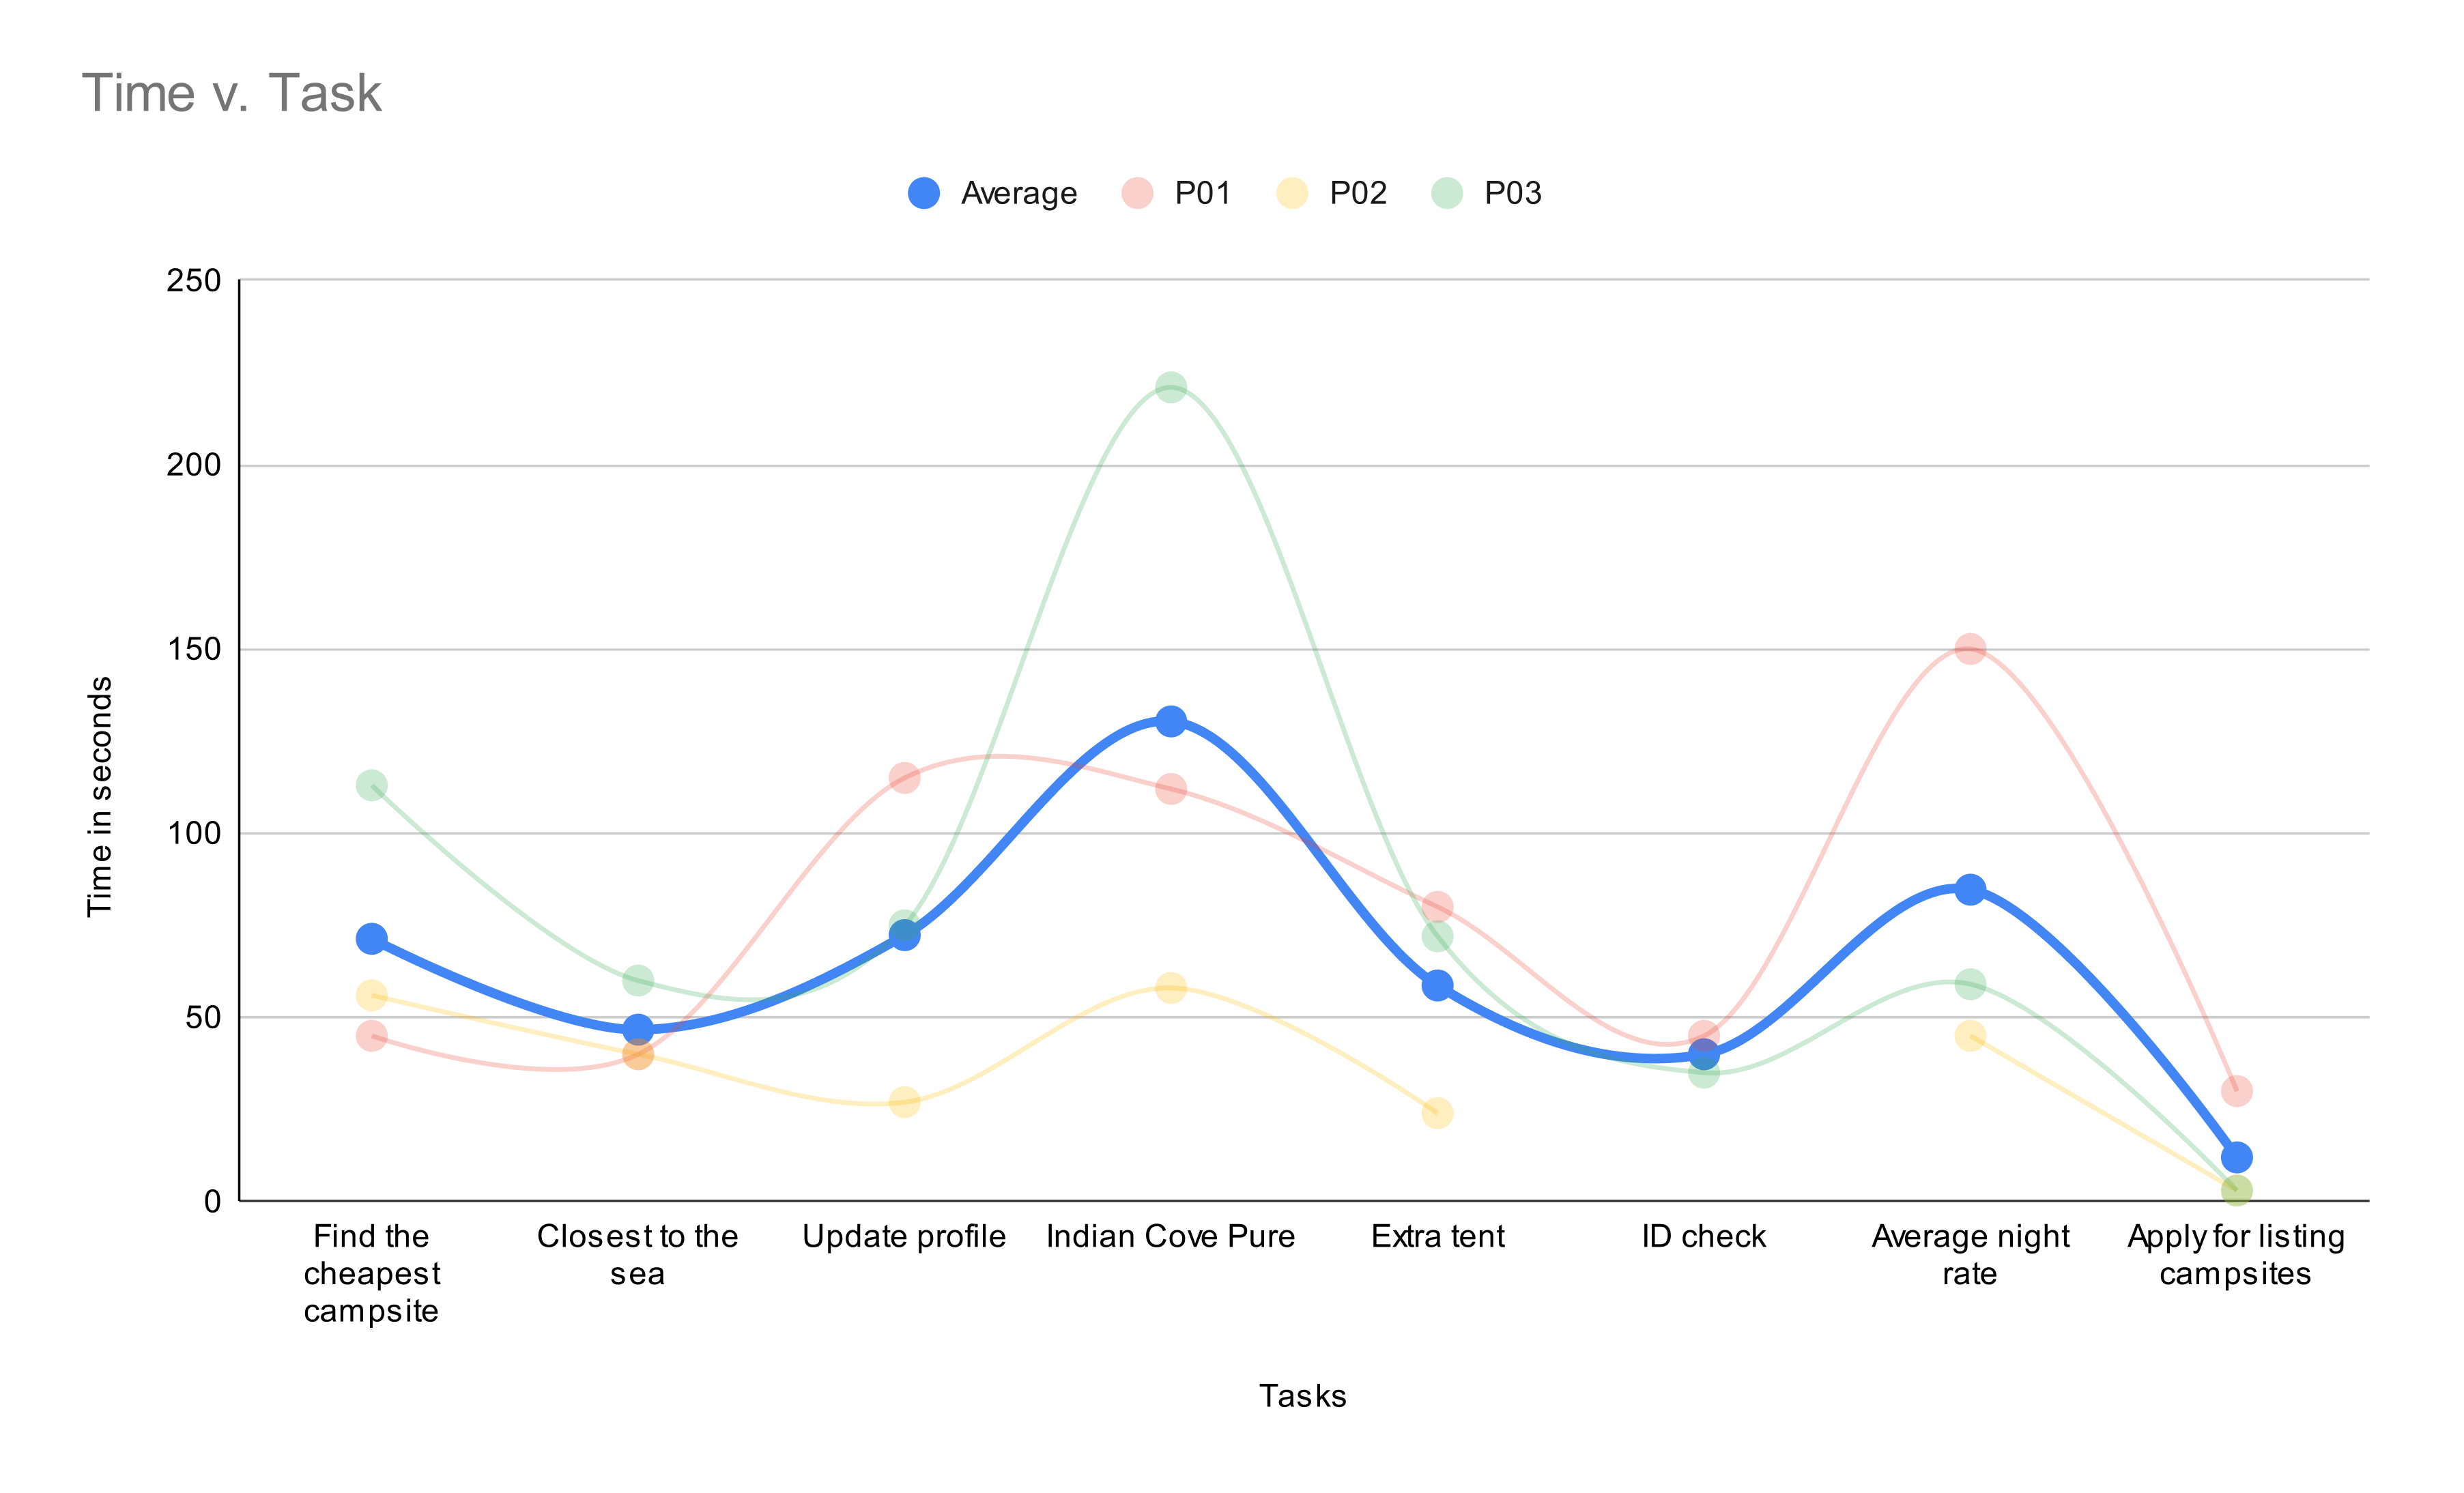 Time v. Task
Average
P01
P02
P03
250
200
150
100
50
0
Time in seconds
Find the
cheapest
campsite
Closest to the
sea
Update profile
Indian Cove Pure
Extra tent
ID check
Average night
rate
Apply for listing
campsites
Tasks